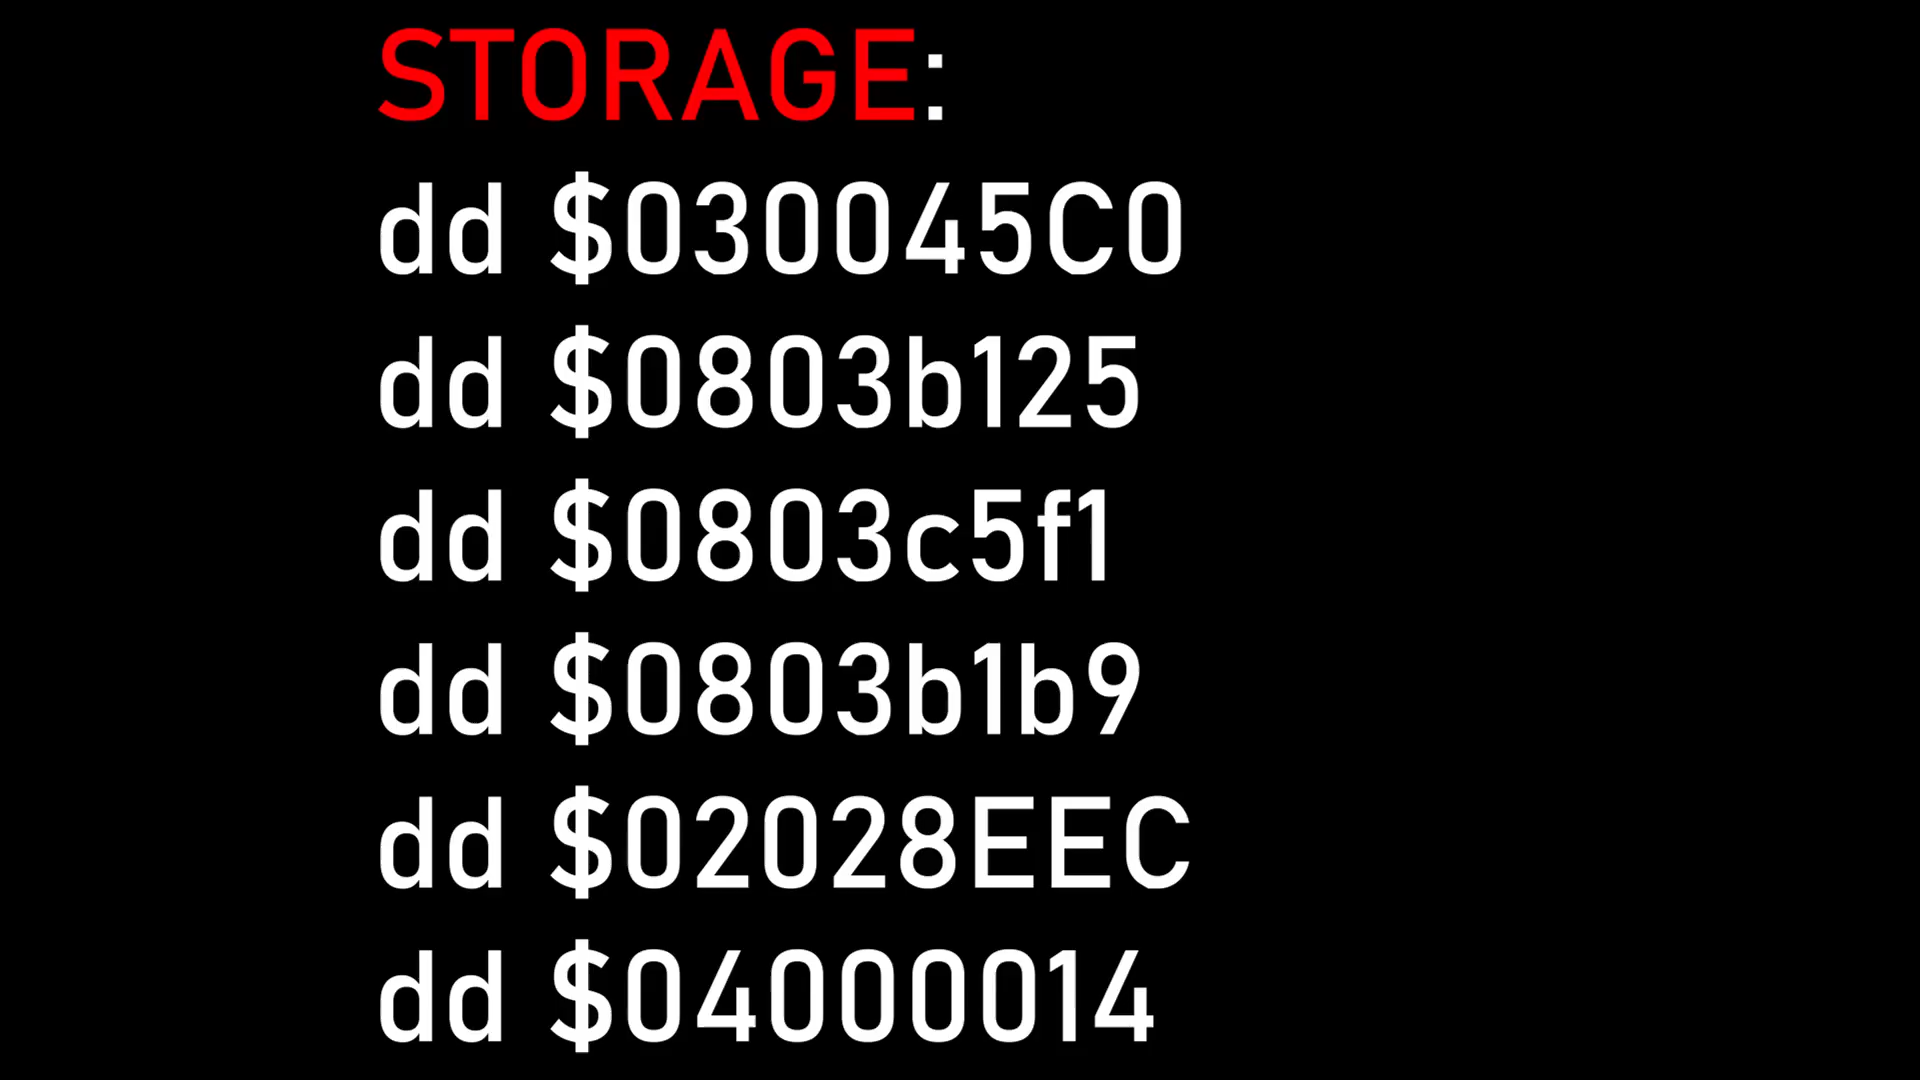 STORAGE:
dd $030045C0
dd $0803b125
dd $0803c5f1
dd $0803b1b9
dd $02028EEC
dd $04000014